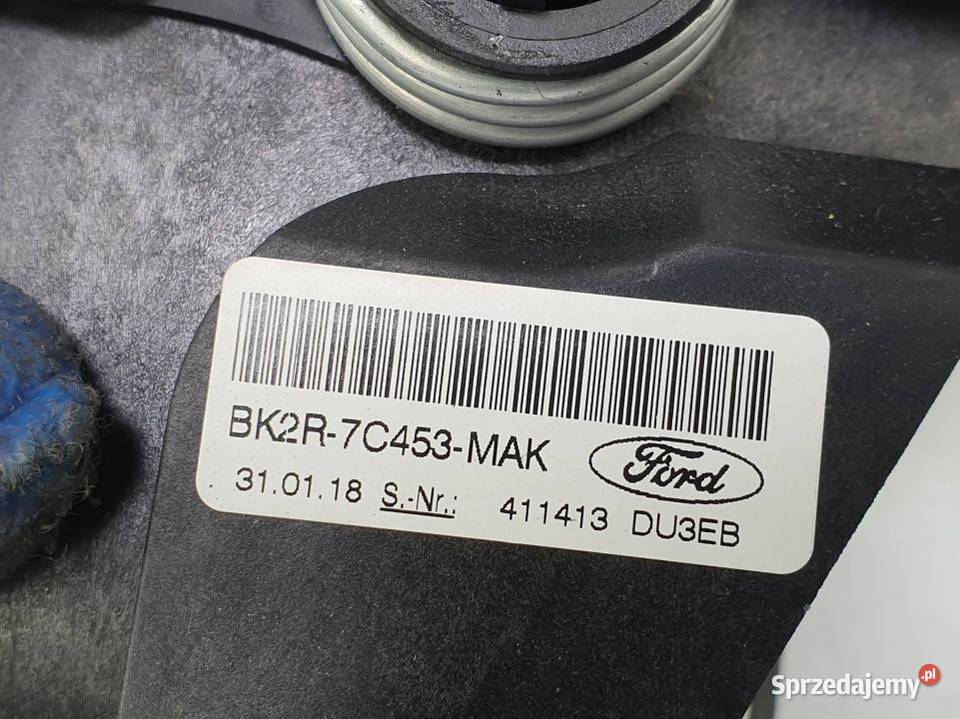 BK2R-7C453-MAK
Ford
31.01.18 S.-Nr.: 411413 DU3EB
Sprzedajemy.pl